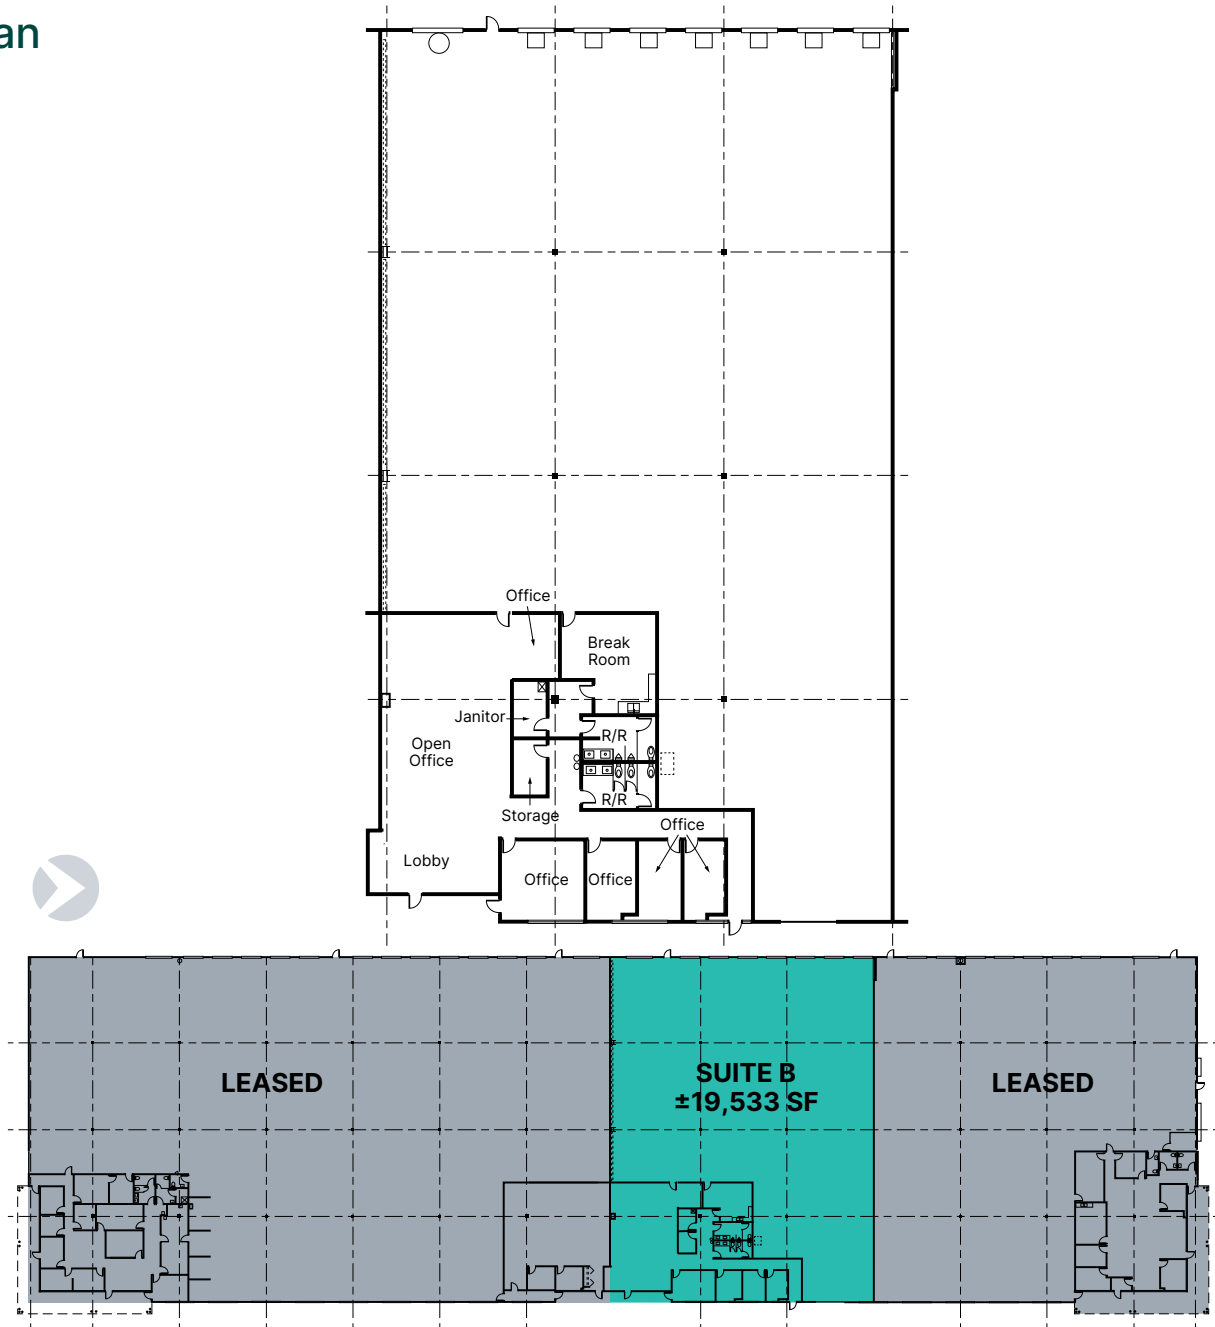 an
Office
Break
Room
Janitor
R/R
Open
Office
R/R
Storage
Office
Lobby
Office
Office
LEASED
SUITE B
±19,533 SF
LEASED